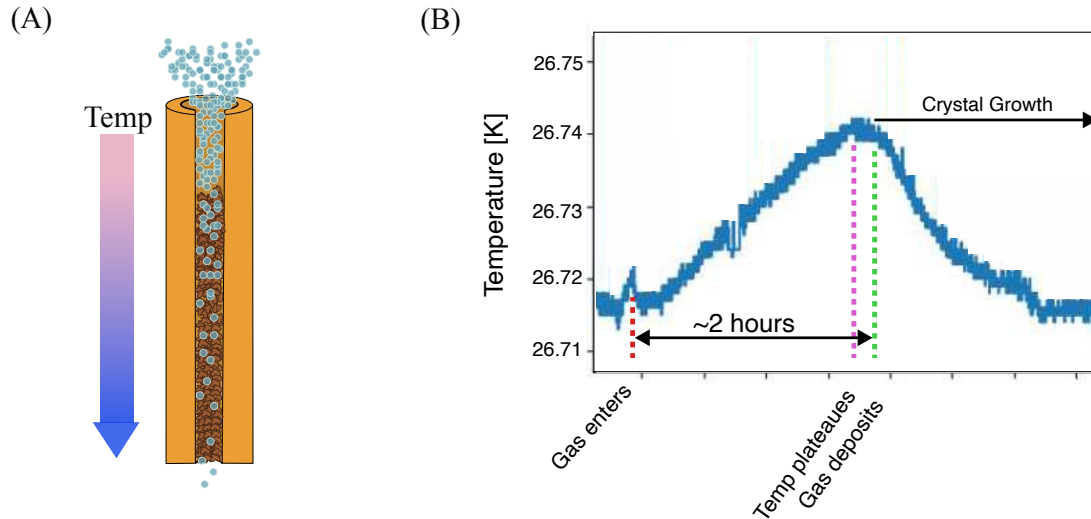 (A)
Temp
(B)
Temperature [K]
26.75
26.74
26.73
26.72
26.71
Crystal Growth
~2 hours
Gas enters
Temp plateaues
Gas deposits